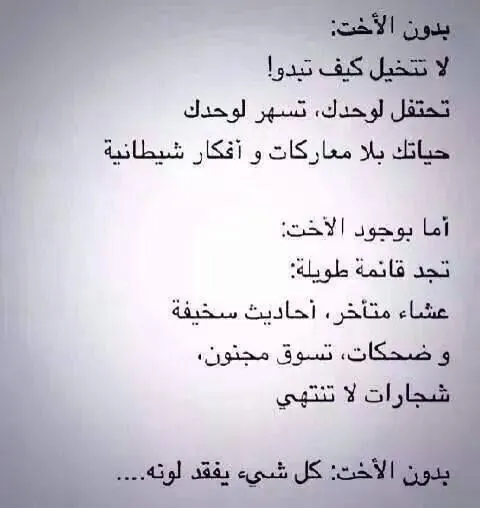 بدون الأخت:
لا تتخيل كيف تبدو!
تحتفل لوحدك، تسهر لوحدك
حياتك بلا معاركات و أفكار شيطانية
أما بوجود الأخت:
تجد قائمة طويلة:
عشاء متأخر، أحاديث سخيفة
و ضحكات، تسوق مجنون،
شجارات لا تنتهي
بدون الأخت: كل شيء يفقد لونه....